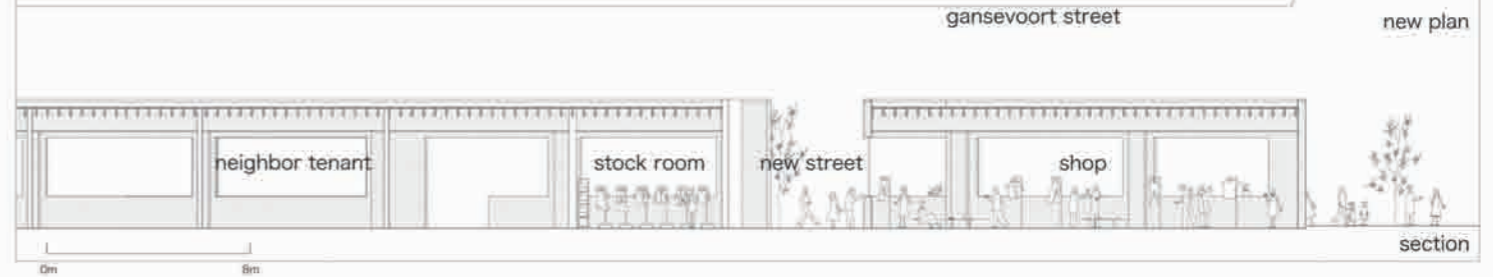 gansevoort street
new plan
neighbor tenant
stock room
new street
shop
section
0m
8m